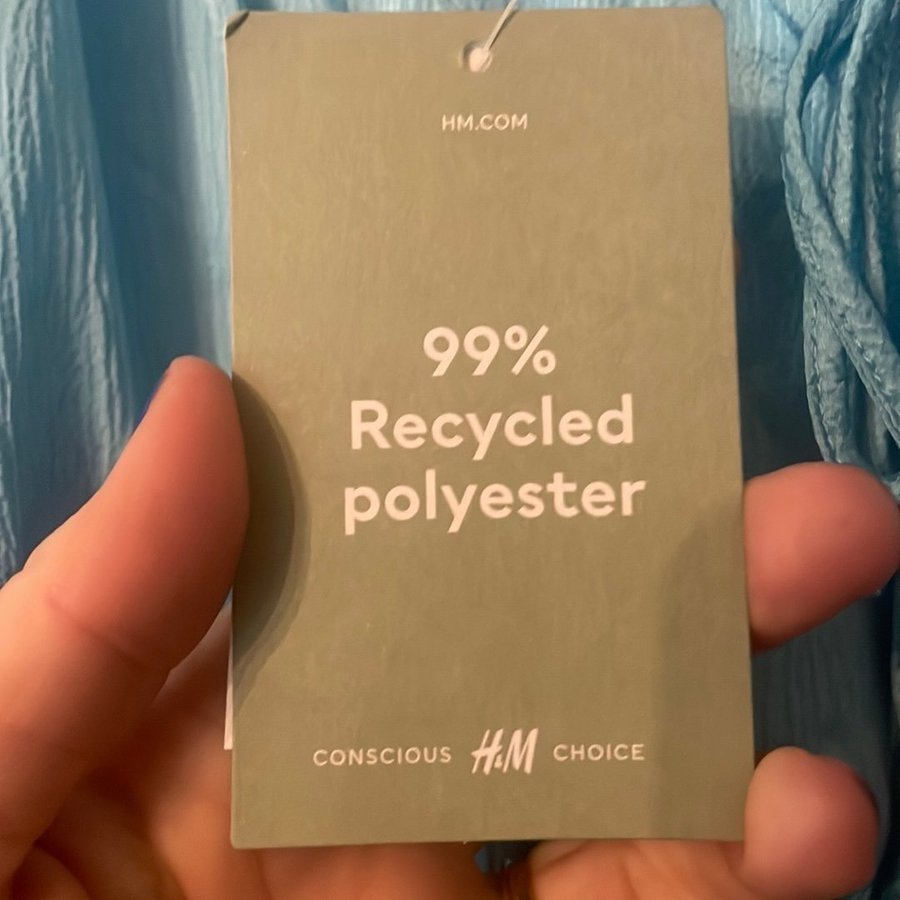 HM.COM
99%
Recycled
polyester
CONSCIOUS H&M CHOICE